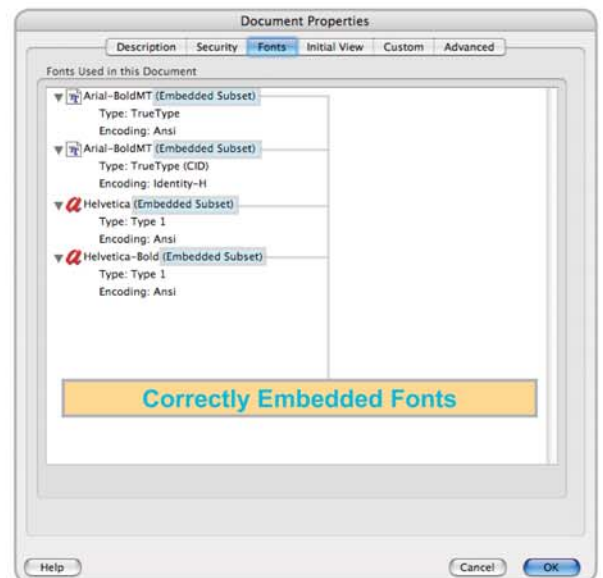 Document Properties
Description Security Fonts Initial View Custom Advanced
Fonts Used in this Document
Arial-BoldMT (Embedded Subset)
Type: TrueType
Encoding: Ansi
Arial-BoldMT (Embedded Subset)
Type: TrueType (CID)
Encoding: Identity-H
Helvetica (Embedded Subset)
Type: Type 1
Encoding: Ansi
Helvetica-Bold (Embedded Subset)
Type: Type 1
Encoding: Ansi
Correctly Embedded Fonts
Help Cancel OK